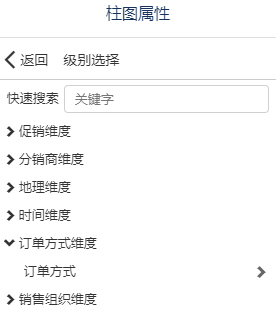 柱图属性
返回 级别选择
快速搜索 关键字
促销维度
分销商维度
地理维度
时间维度
订单方式维度
订单方式
销售组织维度